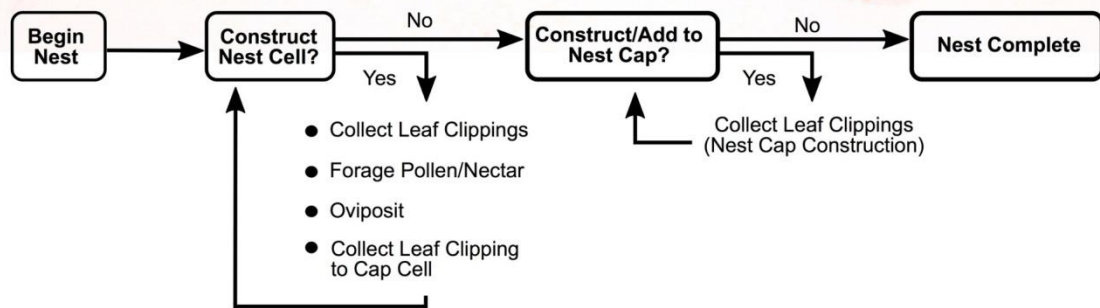 Begin
Nest
Construct
Nest Cell?
No
Yes
Collect Leaf Clippings
Forage Pollen/Nectar
Oviposit
Collect Leaf Clipping
to Cap Cell
Construct/Add to
Nest Cap?
No
Yes
Collect Leaf Clippings
(Nest Cap Construction)
Nest Complete